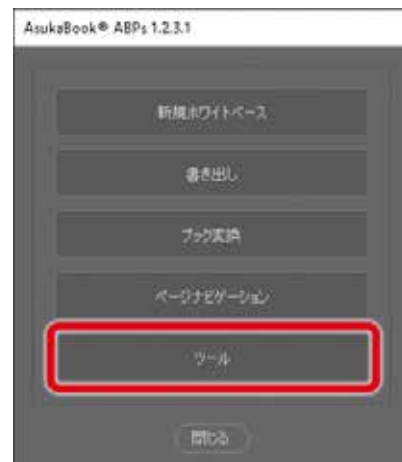 AsukaBook® ABPs 1.2.3.1
新規ホワイトベース
書き出し
ブック変換
ページナビゲーション
ツール
閉じる